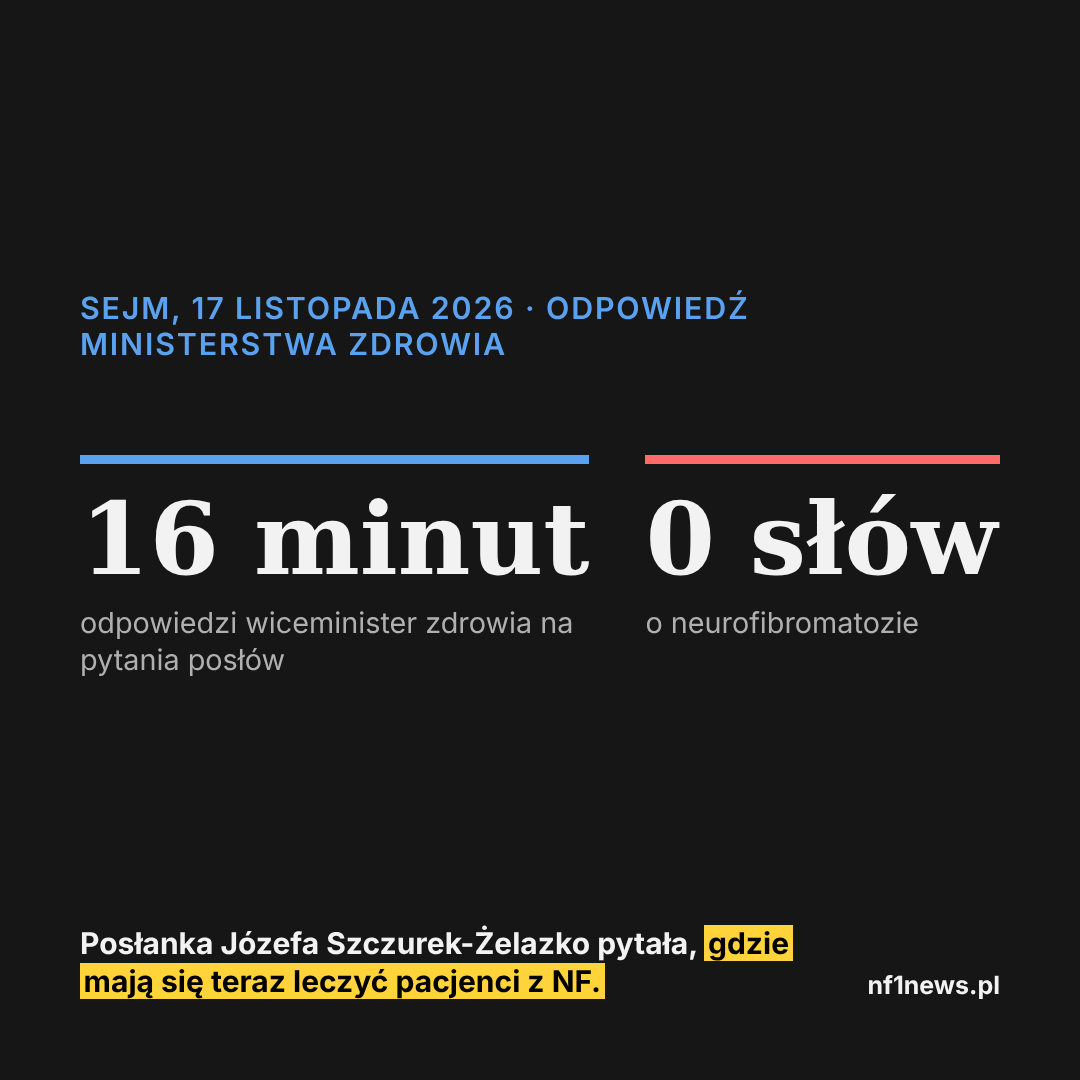 SEJM, 17 LISTOPADA 2026 · ODPOWIEDŹ
MINISTERSTWA ZDROWIA
16 minut
odpowiedzi wiceminister zdrowia na
pytania posłów
0 słów
o neurofibromatozie
Posłanka Józefa Szczurek-Żelazko pytała, gdzie
mają się teraz leczyć pacjenci z NF.
nf1news.pl